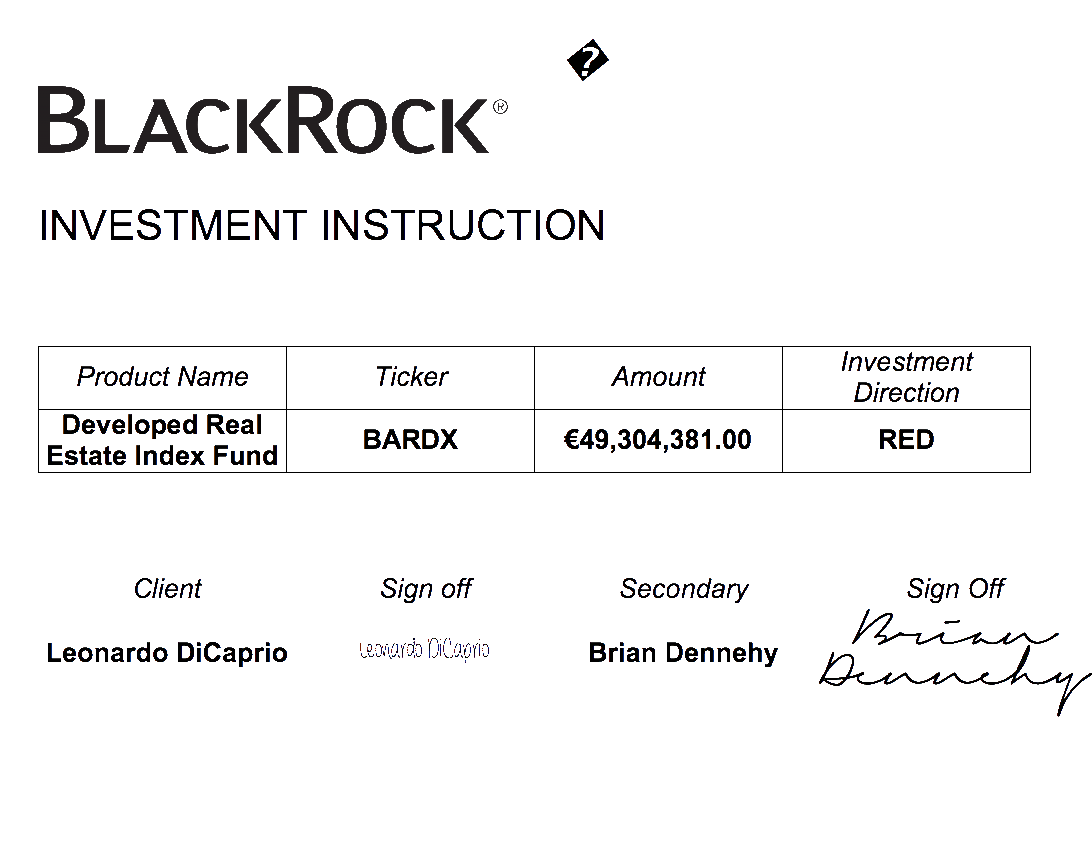 BLACKROCK®
INVESTMENT INSTRUCTION
Product Name Ticker Amount Investment Direction
Developed Real Estate Index Fund BARDX €49,304,381.00 RED
Client Sign off Secondary Sign Off
Leonardo DiCaprio Leonardo DiCaprio Brian Dennehy Brian Dennehy